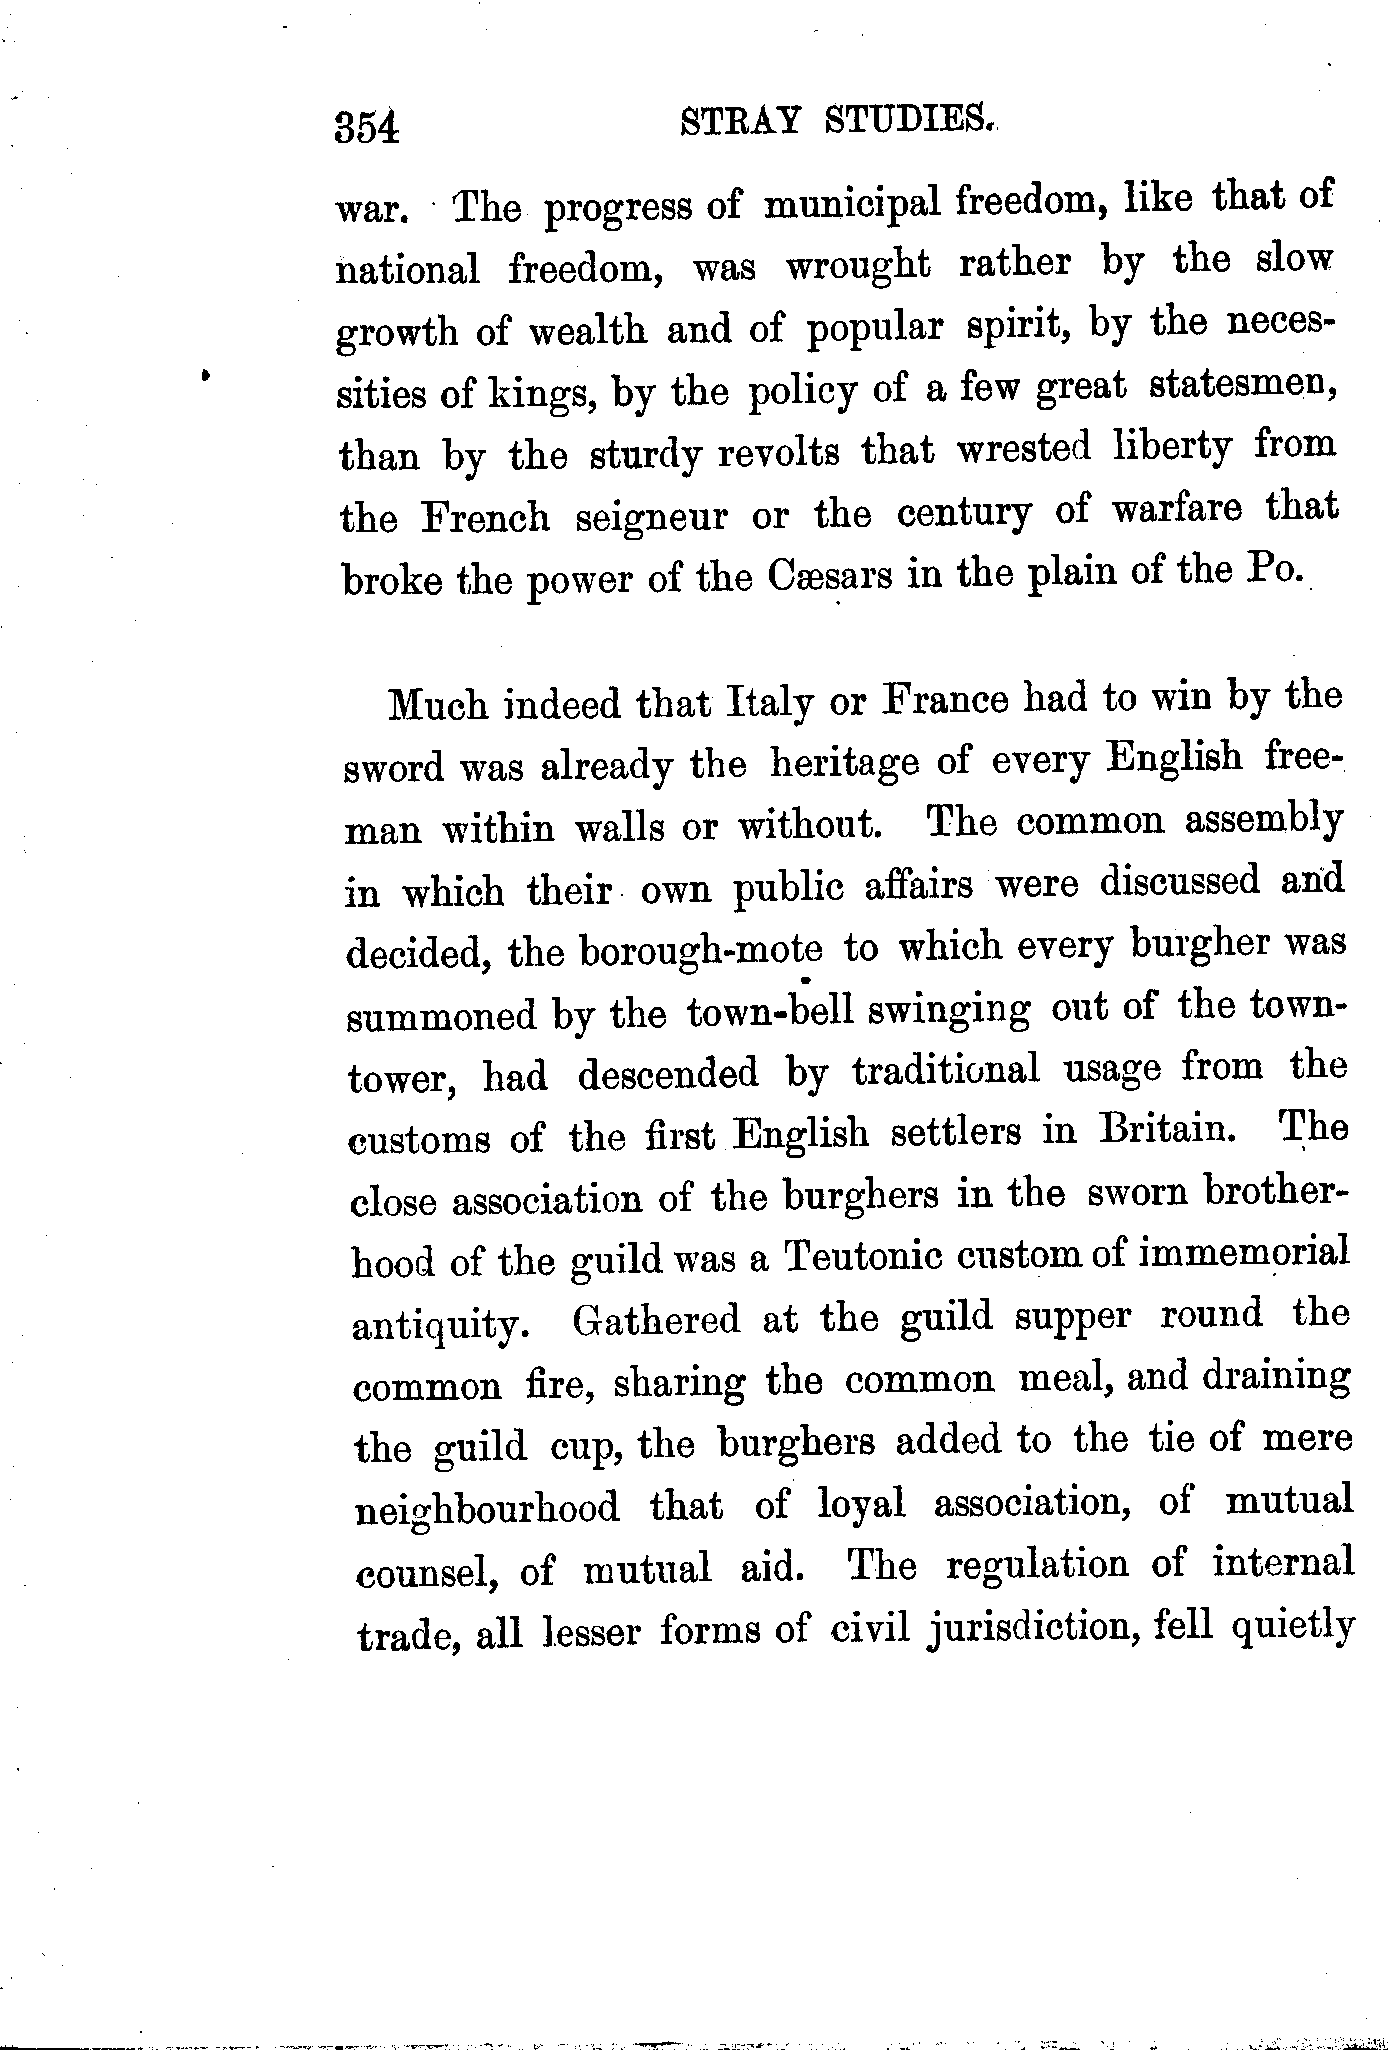 354 STRAY STUDIES.
war. The progress of municipal freedom, like that of
national freedom, was wrought rather by the slow
growth of wealth and of popular spirit, by the neces-
sities of kings, by the policy of a few great statesmen,
than by the sturdy revolts that wrested liberty from
the French seigneur or the century of warfare that
broke the power of the Cæsars in the plain of the Po.
Much indeed that Italy or France had to win by the
sword was already the heritage of every English free-
man within walls or without. The common assembly
in which their own public affairs were discussed and
decided, the borough-mote to which every burgher was
summoned by the town-bell swinging out of the town-
tower, had descended by traditional usage from the
customs of the first English settlers in Britain. The
close association of the burghers in the sworn brother-
hood of the guild was a Teutonic custom of immemorial
antiquity. Gathered at the guild supper round the
common fire, sharing the common meal, and draining
the guild cup, the burghers added to the tie of mere
neighbourhood that of loyal association, of mutual
counsel, of mutual aid. The regulation of internal
trade, all lesser forms of civil jurisdiction, fell quietly